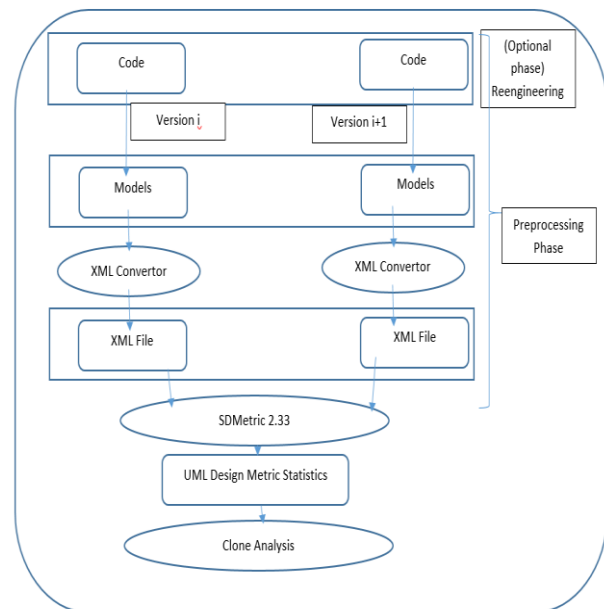 Code
Code
(Optional
phase)
Reengineering
Version i
Version i+1
Models
Models
Preprocessing
Phase
XML Convertor
XML Convertor
XML File
XML File
SDMetric 2.33
UML Design Metric Statistics
Clone Analysis